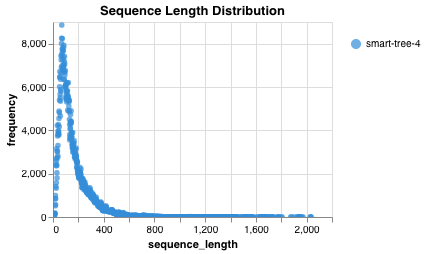 Sequence Length Distribution
smart-tree-4
frequency
8,000
6,000
4,000
2,000
0
0 400 800 1,200 1,600 2,000
sequence_length